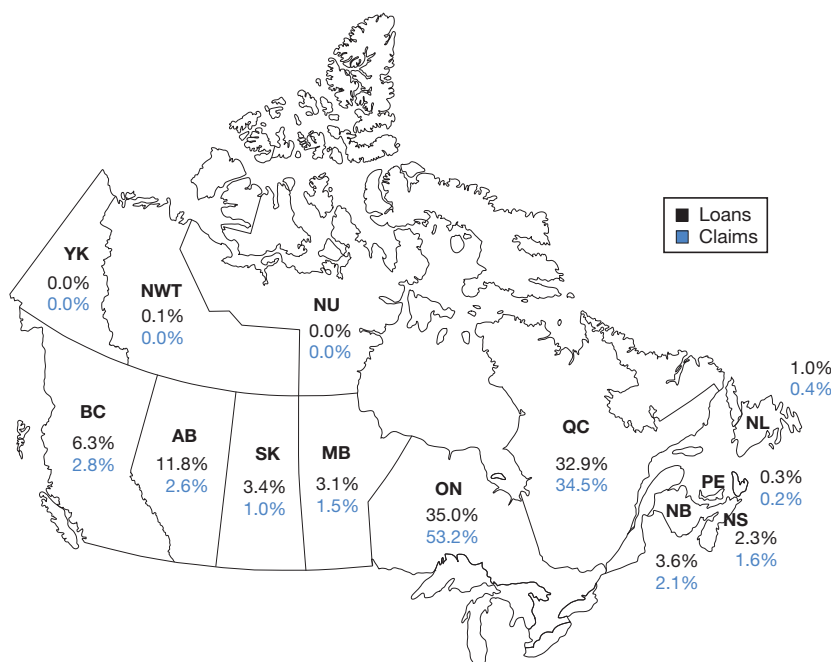 Loans
Claims
YK
0.0%
0.0%
NWT
0.1%
0.0%
NU
0.0%
0.0%
BC
6.3%
2.8%
AB
11.8%
2.6%
SK
3.4%
1.0%
MB
3.1%
1.5%
ON
35.0%
53.2%
QC
32.9%
34.5%
1.0%
0.4%
NL
PE
0.3%
0.2%
NB
3.6%
2.1%
NS
2.3%
1.6%